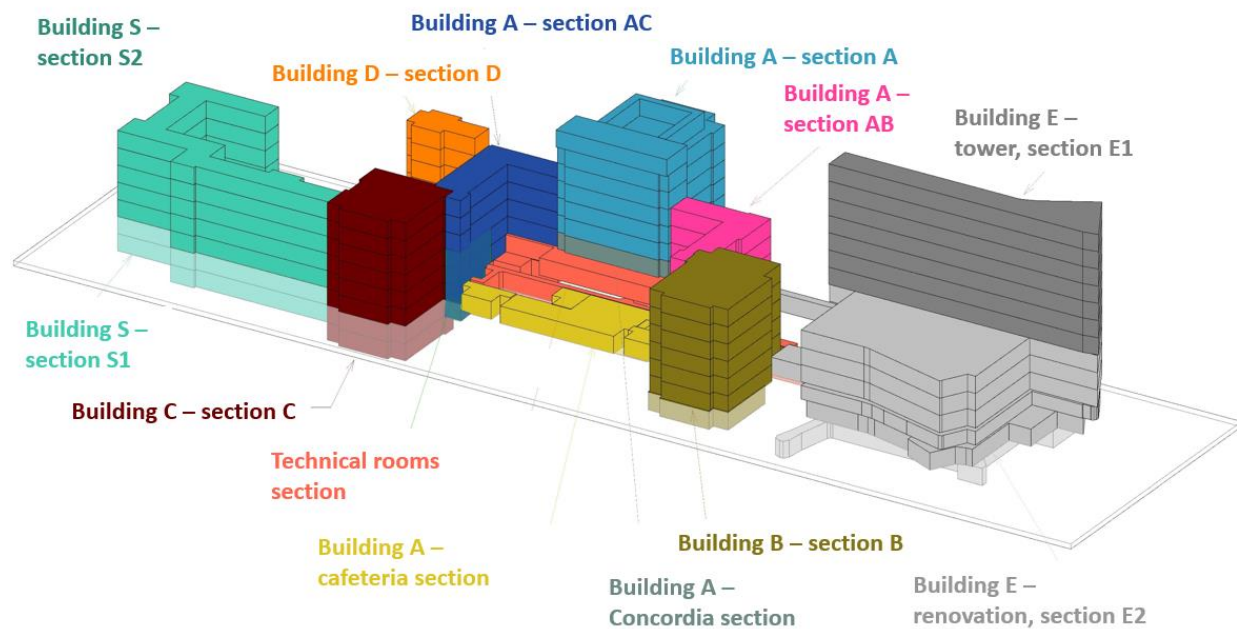 Building S –
section S2
Building A – section AC
Building D – section D
Building A – section A
Building A –
section AB
Building E –
tower, section E1
Building S –
section S1
Building C – section C
Technical rooms
section
Building A –
cafeteria section
Building B – section B
Building A –
Concordia section
Building E –
renovation, section E2